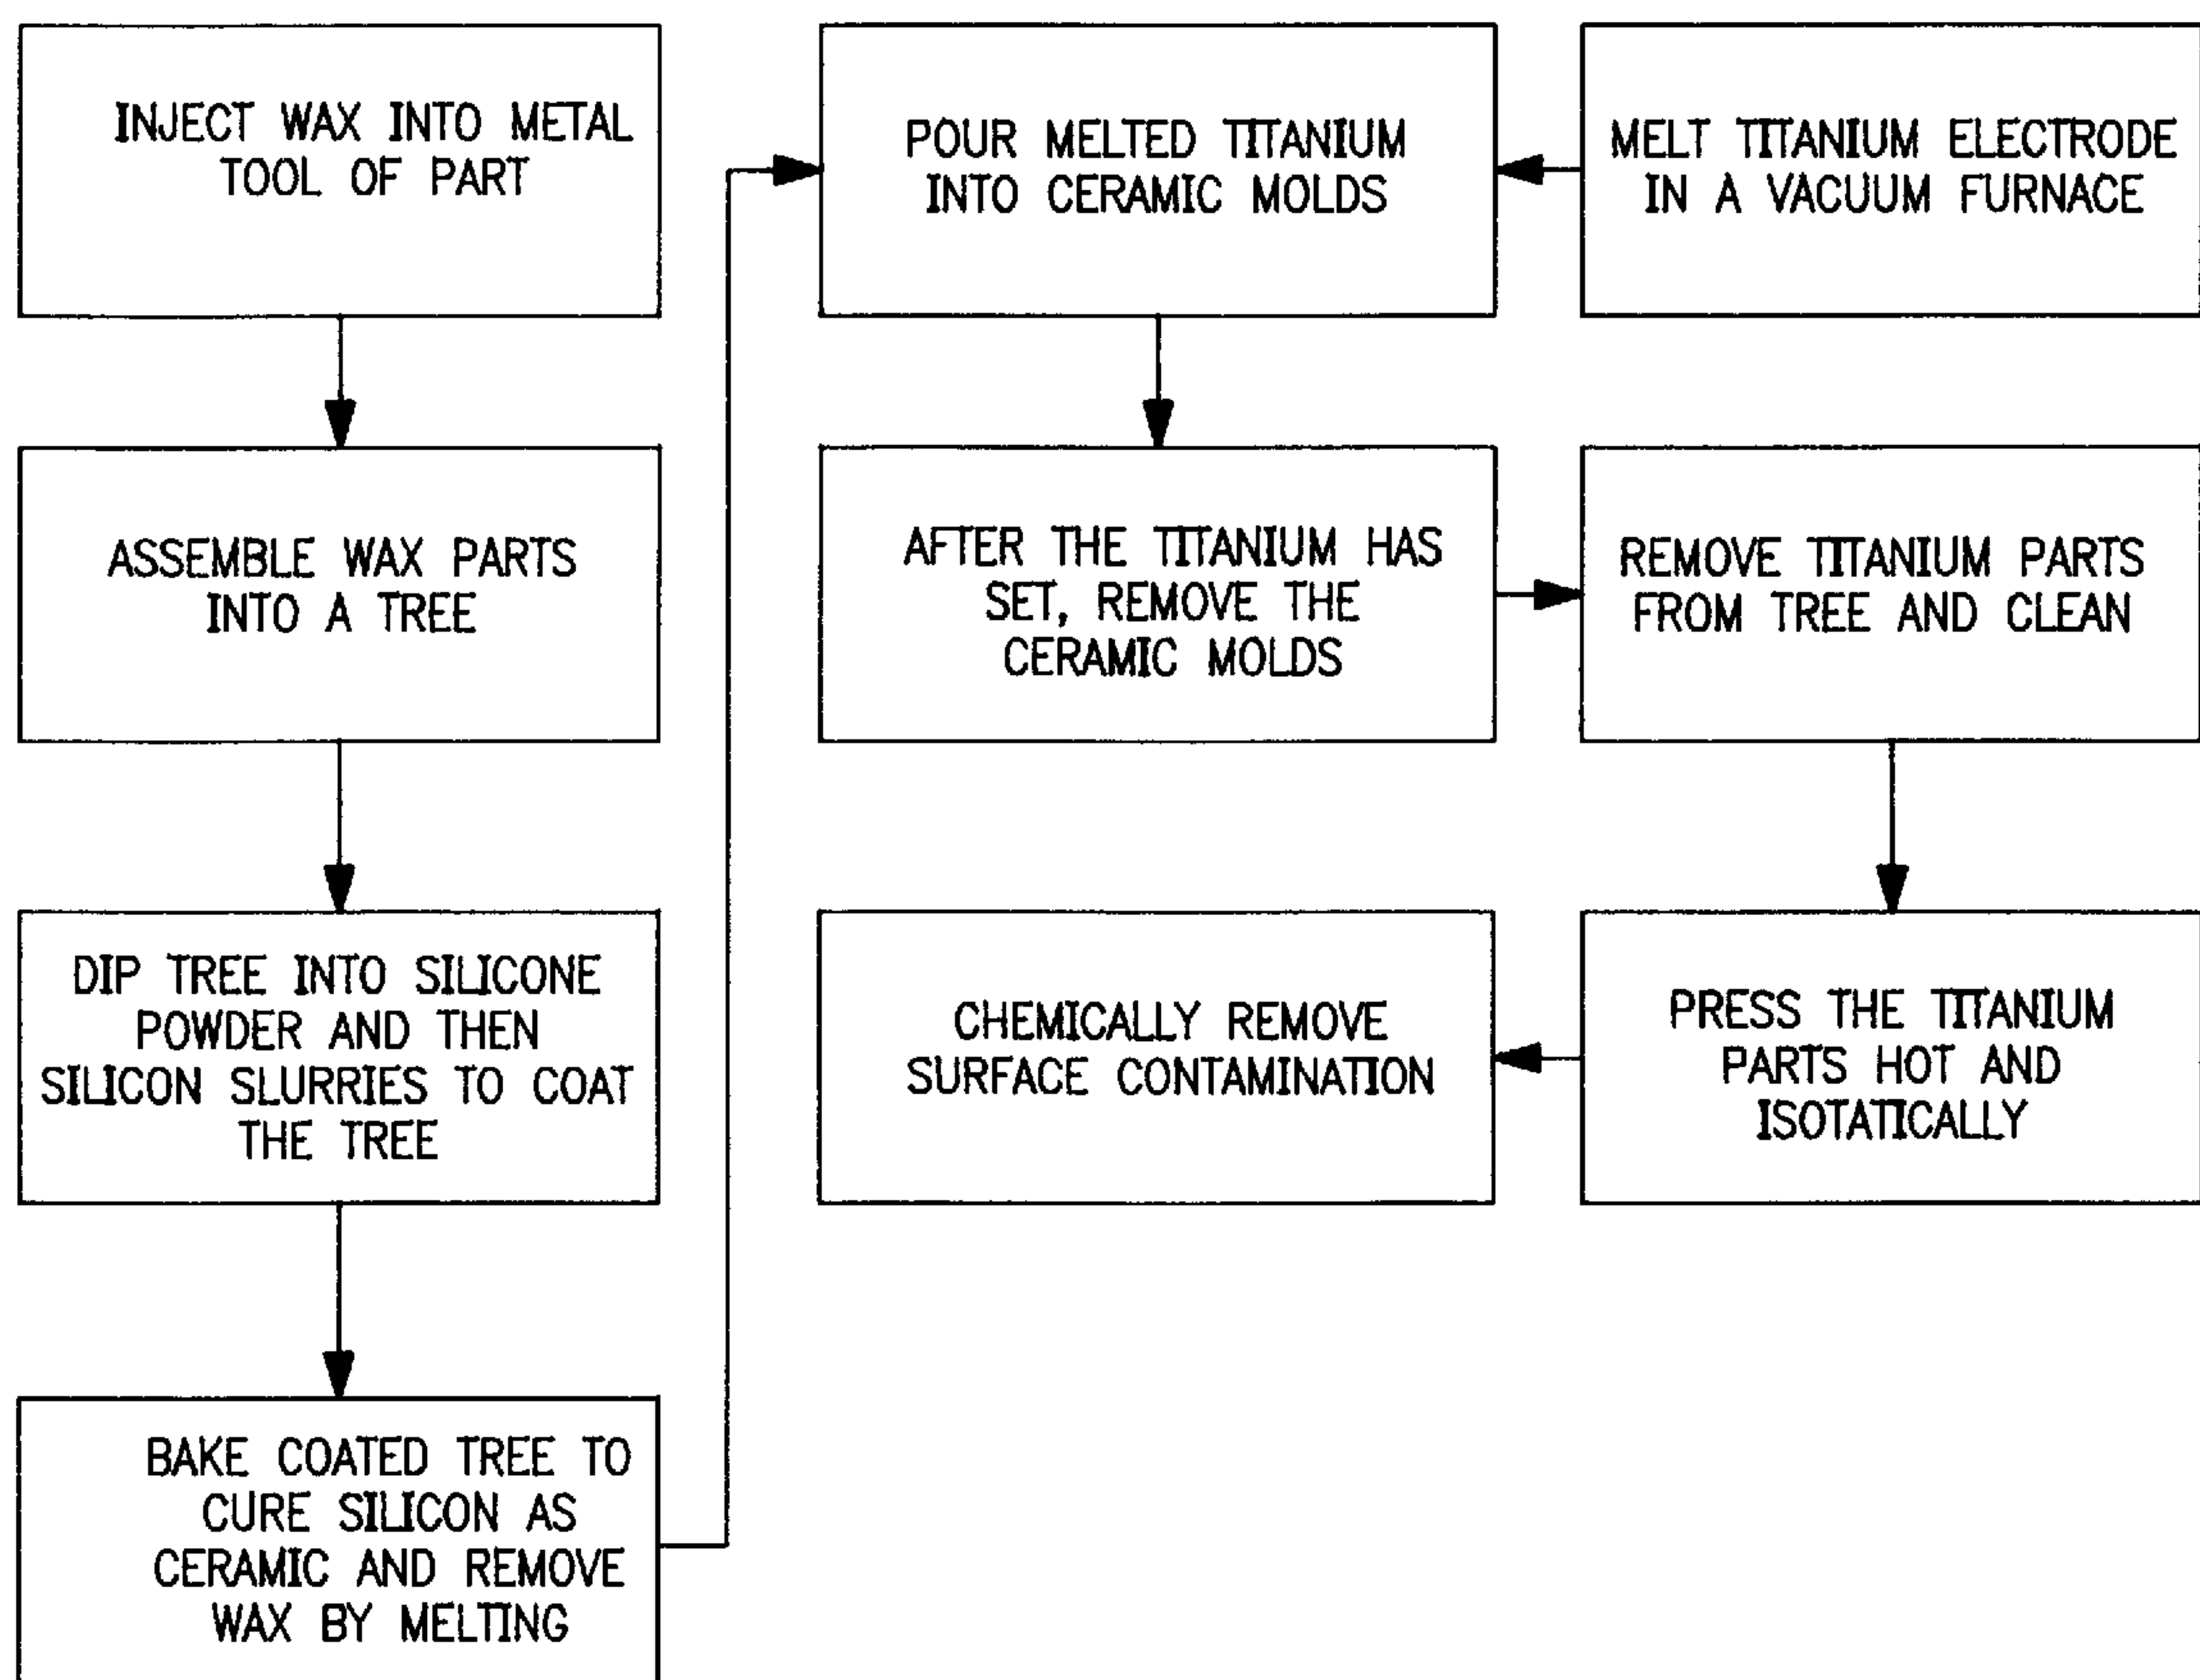 INJECT WAX INTO METAL
TOOL OF PART
ASSEMBLE WAX PARTS
INTO A TREE
DIP TREE INTO SILICONE
POWDER AND THEN
SILICON SLURRIES TO COAT
THE TREE
BAKE COATED TREE TO
CURE SILICON AS
CERAMIC AND REMOVE
WAX BY MELTING
POUR MELTED TITANIUM
INTO CERAMIC MOLDS
MELT TITANIUM ELECTRODE
IN A VACUUM FURNACE
AFTER THE TITANIUM HAS
SET, REMOVE THE
CERAMIC MOLDS
REMOVE TITANIUM PARTS
FROM TREE AND CLEAN
PRESS THE TITANIUM
PARTS HOT AND
ISOTATICALLY
CHEMICALLY REMOVE
SURFACE CONTAMINATION